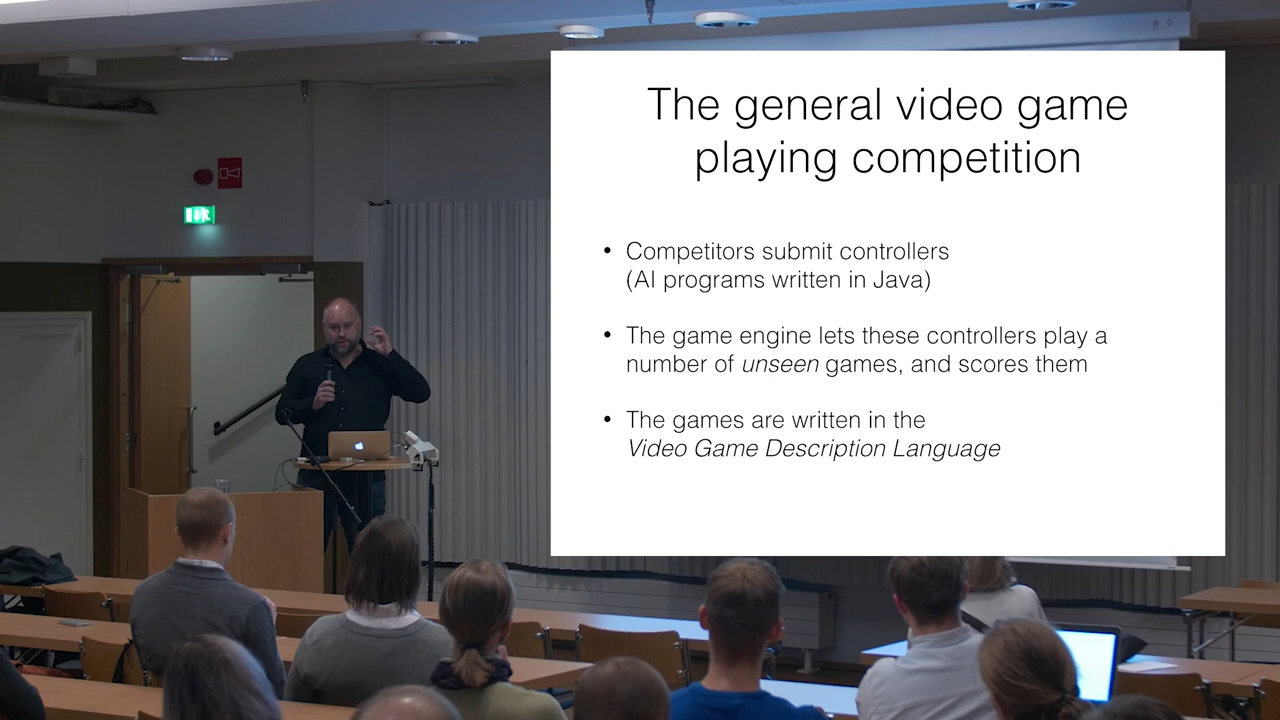 The general video game
playing competition
• Competitors submit controllers
(AI programs written in Java)
• The game engine lets these controllers play a
number of unseen games, and scores them
• The games are written in the
Video Game Description Language